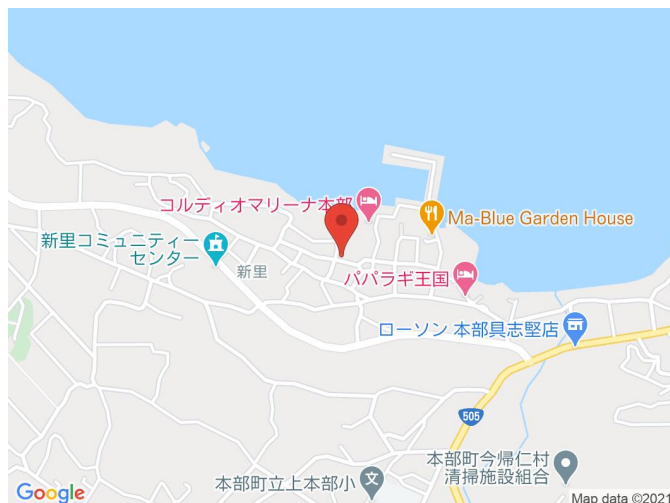 コルディオマリーナ本部
Ma-Blue Garden House
新里コミュニティー
センター
新里
パパラギ王国
ローソン 本部具志堅店
505
本部町今帰仁村
清掃施設組合
本部町立上本部小
文
Google
Map data ©2021